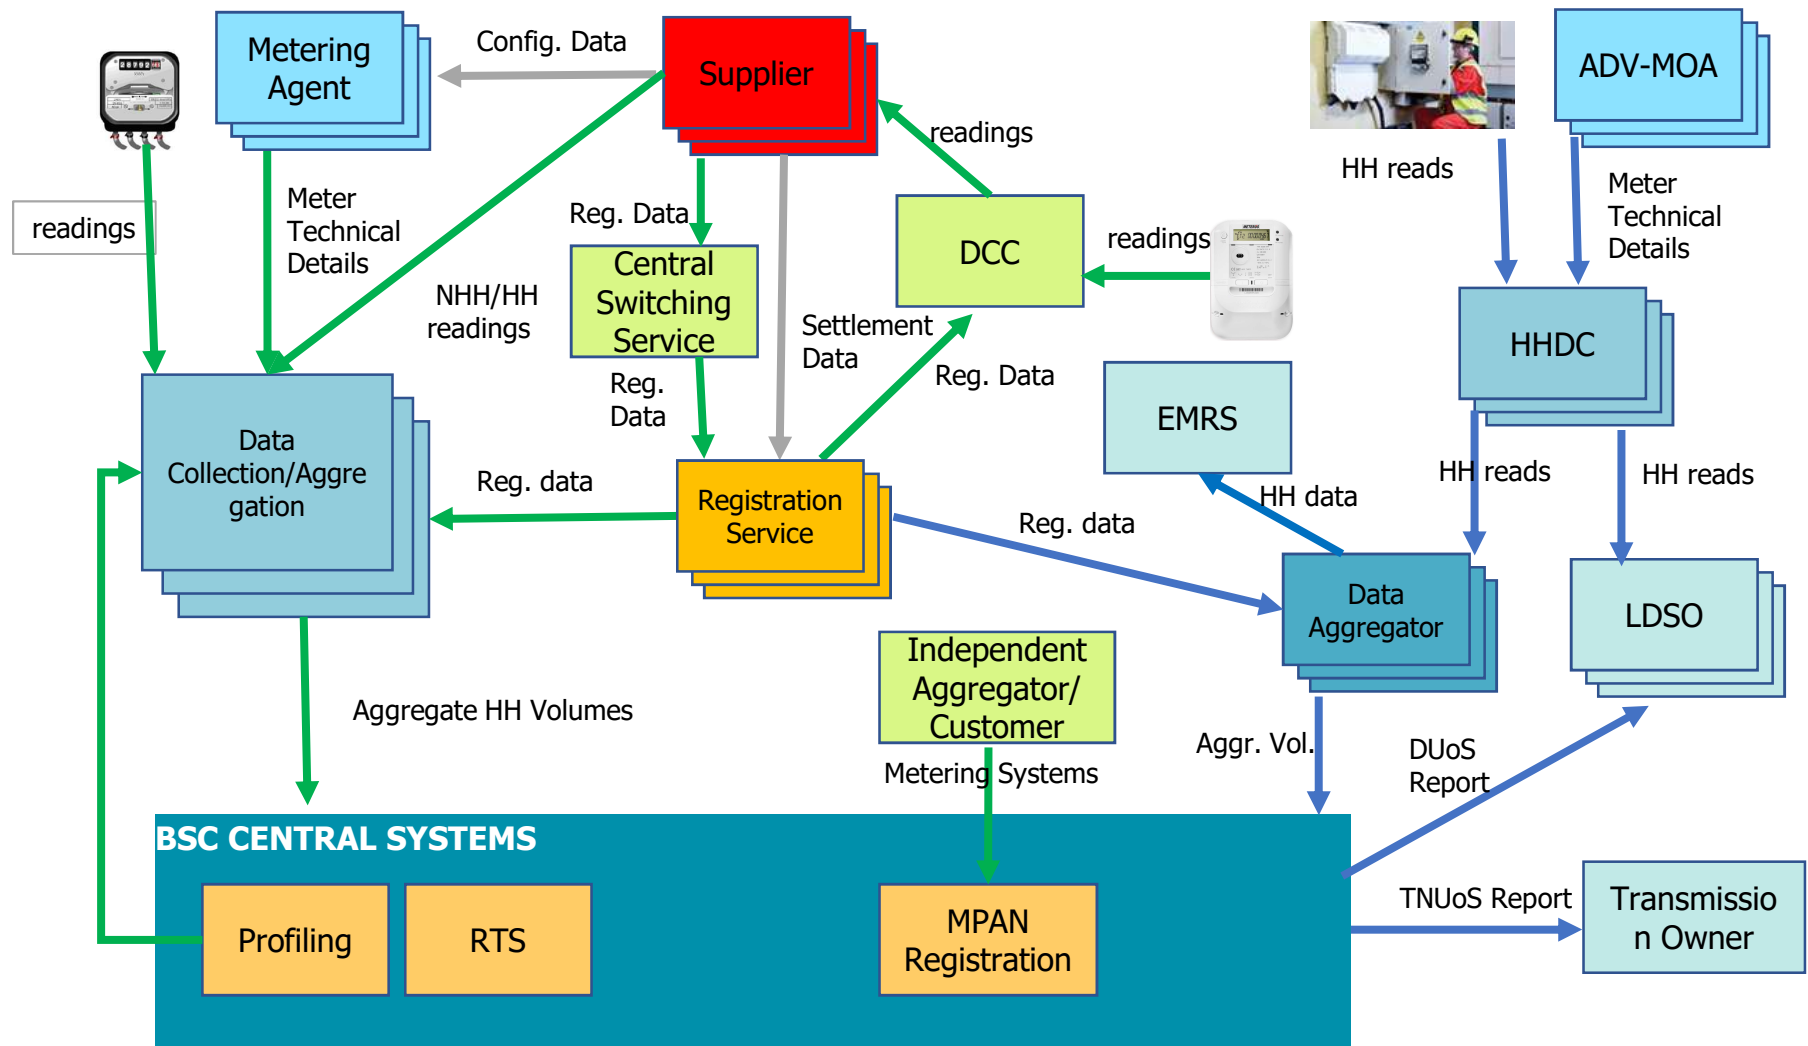 Metering
Agent
Config. Data
Supplier
ADV-MOA
readings
readings
HH reads
Meter
Technical
Details
Meter
Technical
Details
Reg. Data
DCC
readings
Central
Switching
Service
NHH/HH
readings
Settlement
Data
Reg. Data
HHDC
Reg.
Data
EMRS
Data
Collection/Aggre
gation
Reg. data
Registration
Service
Reg. data
HH data
HH reads
HH reads
Data
Aggregator
LDSO
Independent
Aggregator/
Customer
Aggregate HH Volumes
Metering Systems
Aggr. Vol.
DUoS
Report
BSC CENTRAL SYSTEMS
Profiling
RTS
MPAN
Registration
TNUoS Report
Transmissio
n Owner